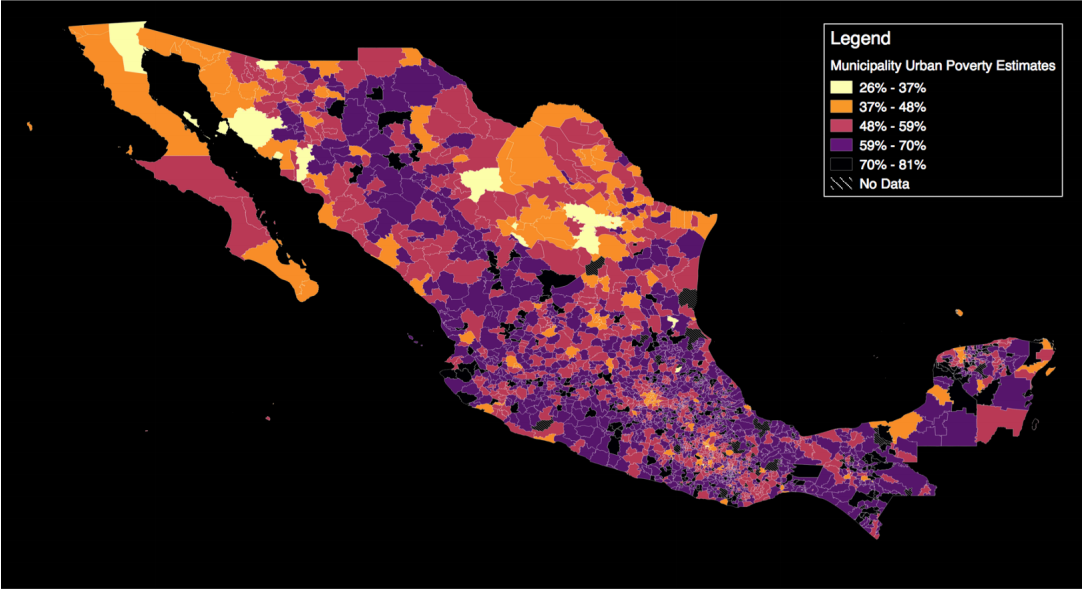 Legend
Municipality Urban Poverty Estimates
26% - 37%
37% - 48%
48% - 59%
59% - 70%
70% - 81%
No Data